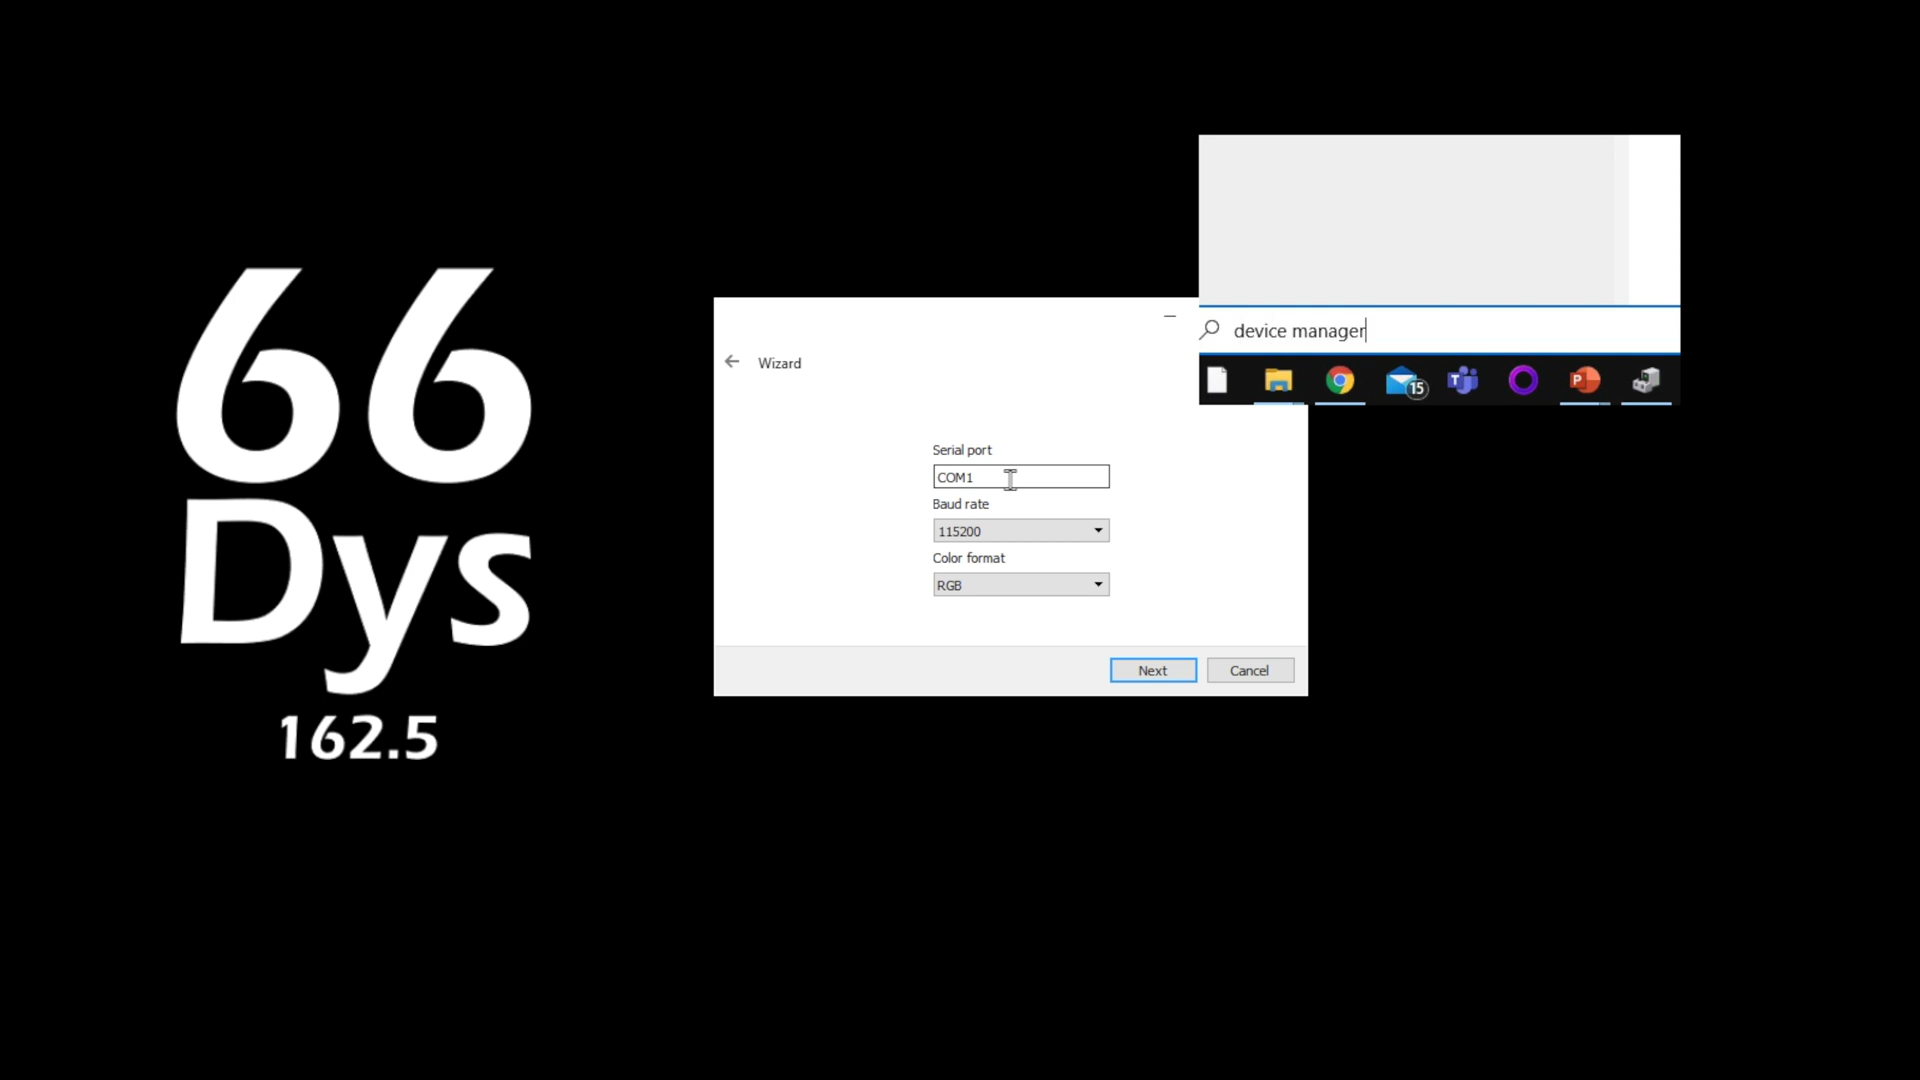 66
Dys
162.5
Wizard
Serial port
COM1
Baud rate
115200
Color format
RGB
Next
Cancel
device manager
15
T
P